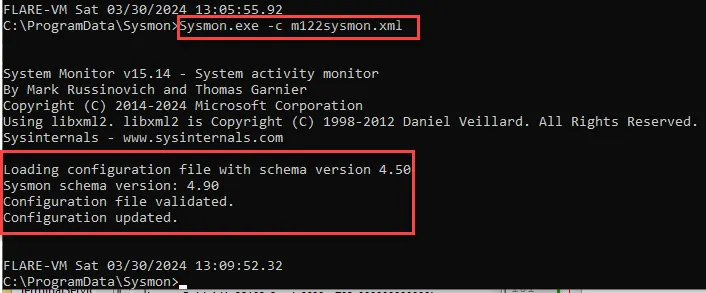 FLARE-VM Sat 03/30/2024 13:05:55.92
C:\ProgramData\Sysmon>Sysmon.exe -c m122sysmon.xml
System Monitor v15.14 - System activity monitor
By Mark Russinovich and Thomas Garnier
Copyright (C) 2014-2024 Microsoft Corporation
Using libxml2. libxml2 is Copyright (C) 1998-2012 Daniel Veillard. All Rights Reserved.
Sysinternals - www.sysinternals.com
Loading configuration file with schema version 4.50
Sysmon schema version: 4.90
Configuration file validated.
Configuration updated.
FLARE-VM Sat 03/30/2024 13:09:52.32
C:\ProgramData\Sysmon>